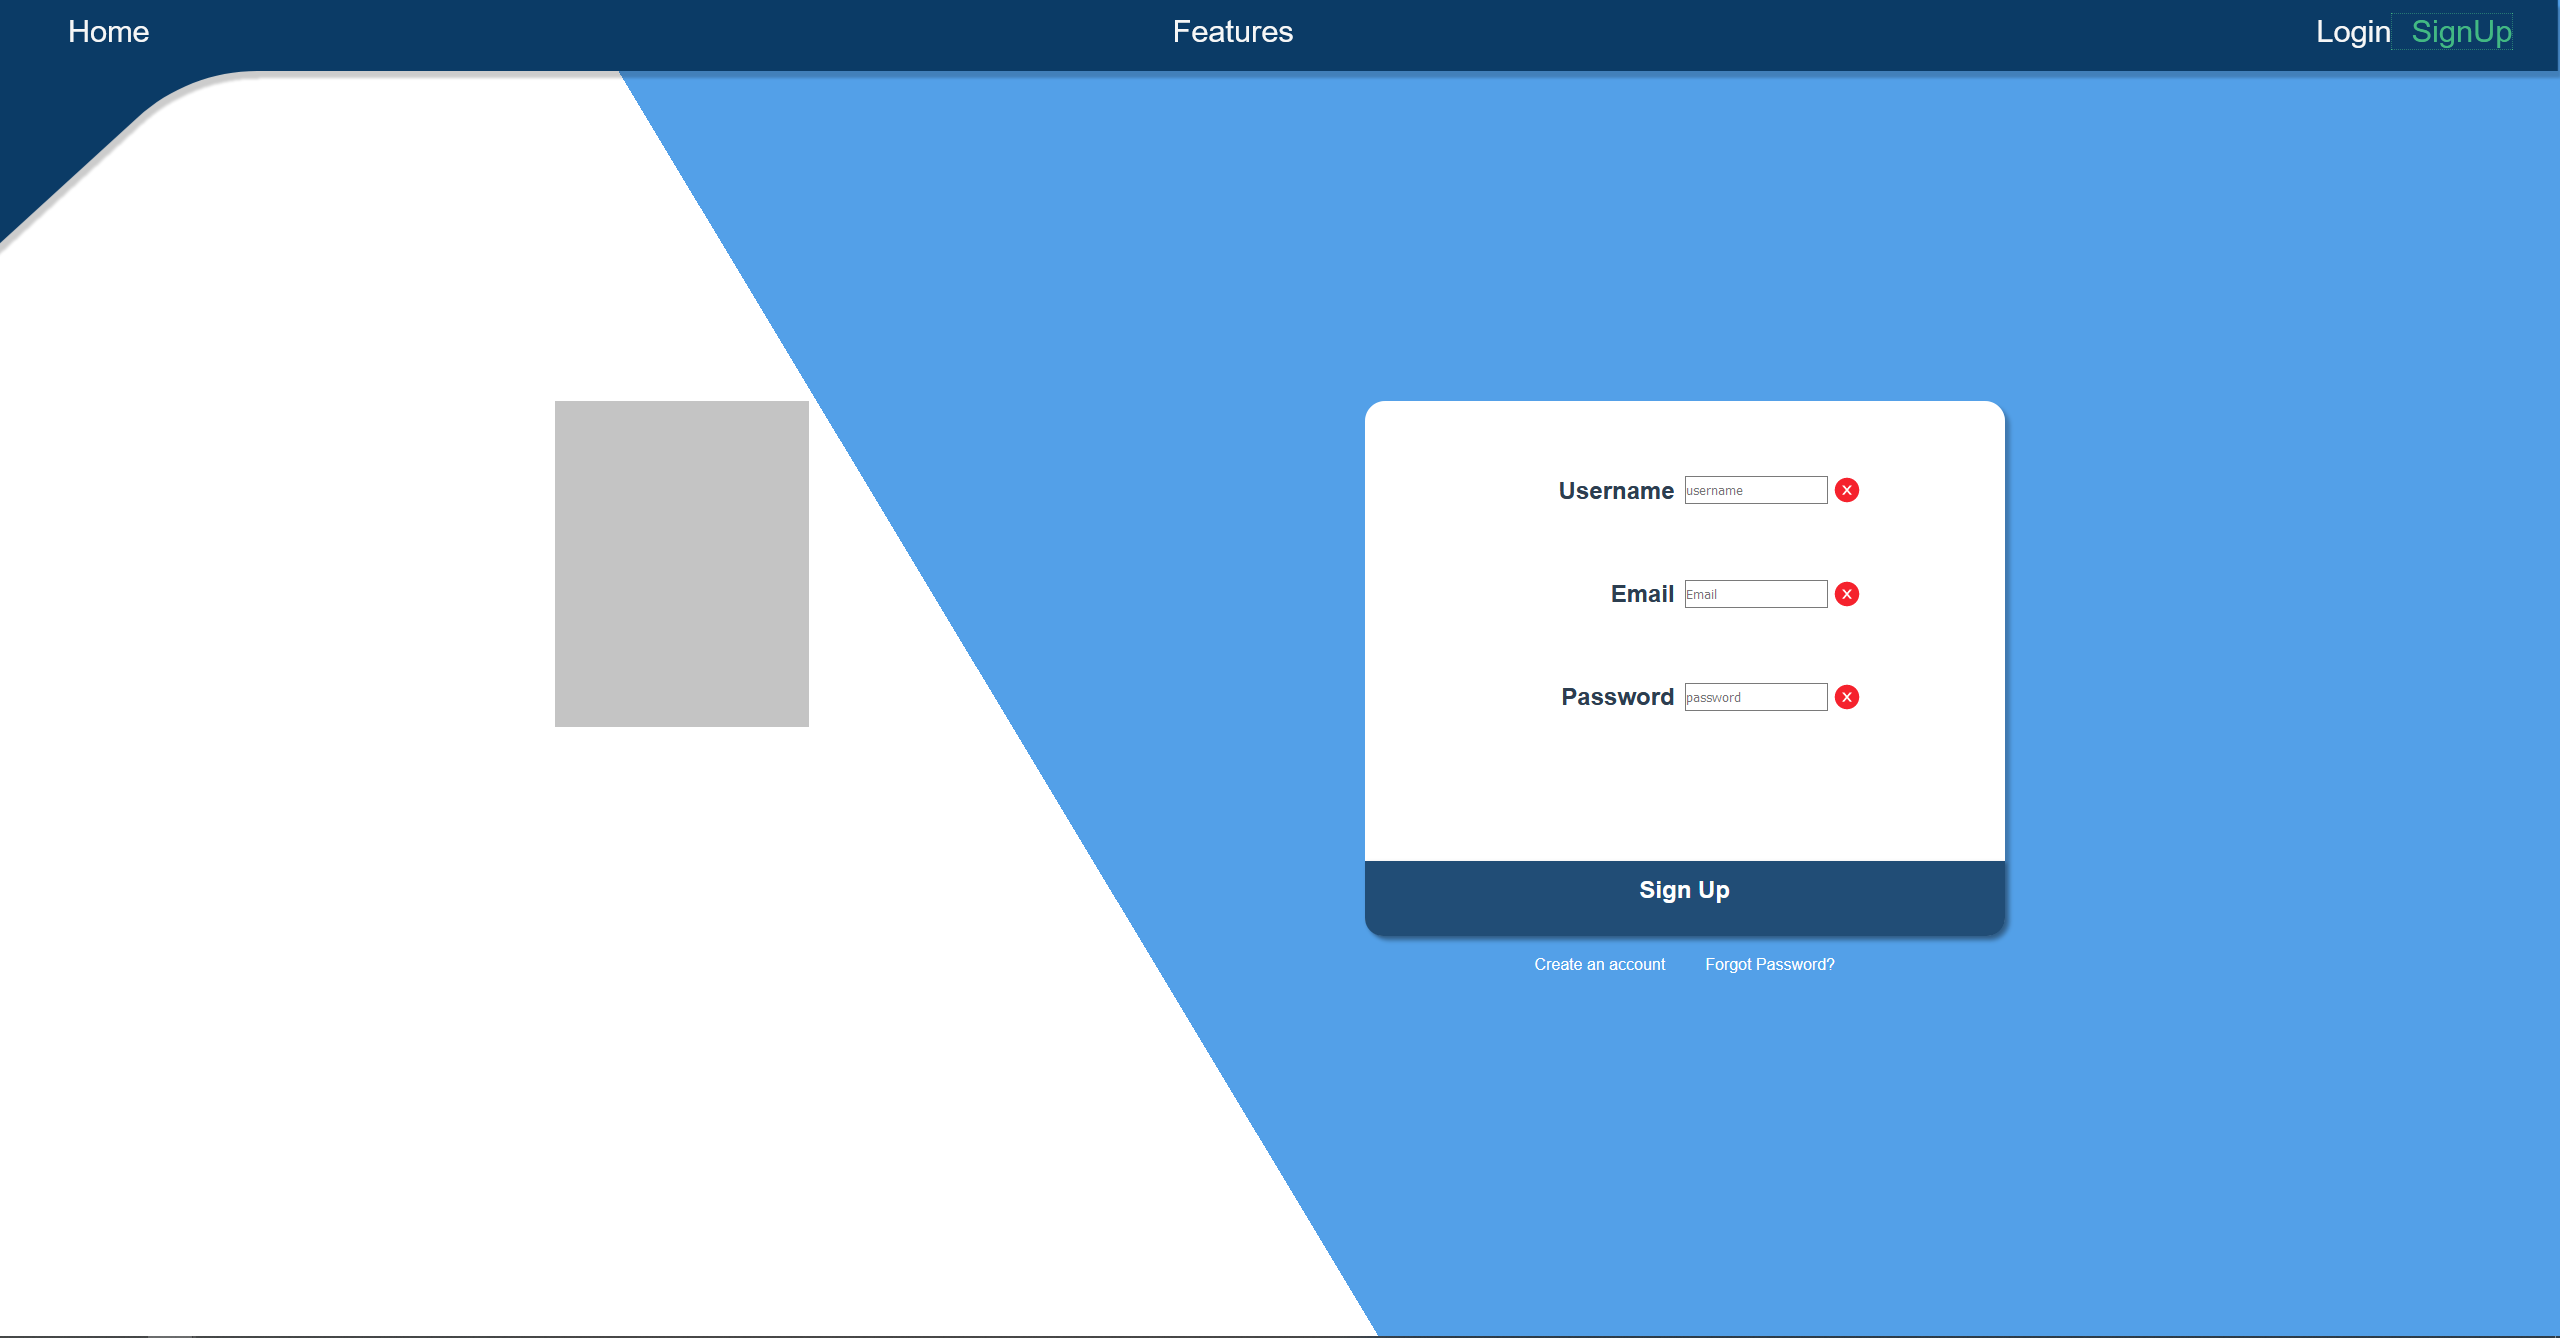 Home Features Login SignUp
Username username X
Email Email X
Password password X
Sign Up
Create an account Forgot Password?